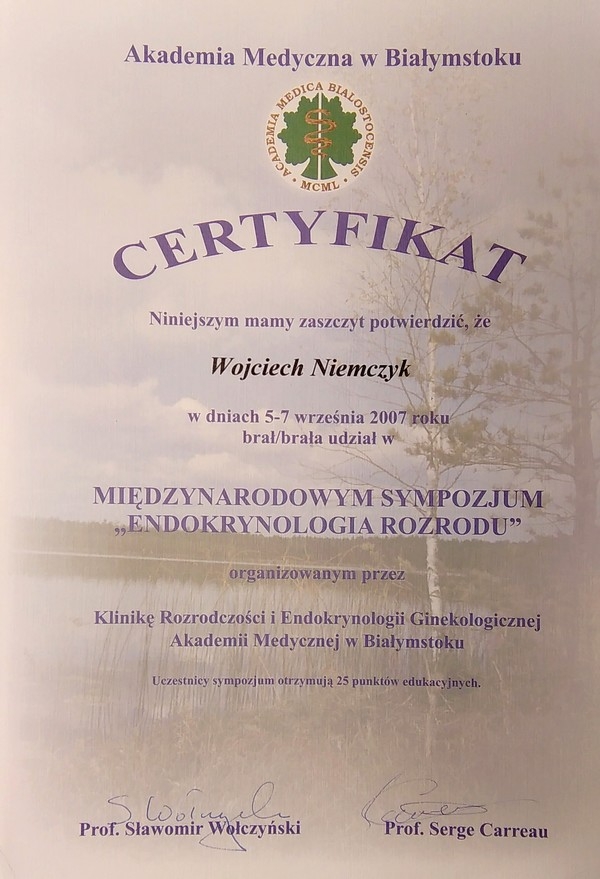 Akademia Medyczna w Białymstoku
ACADEMIA MEDICA BIALOSTOCENSIS
• MCML •
CERTYFIKAT
Niniejszym mamy zaszczyt potwierdzić, że
Wojciech Niemczyk
w dniach 5-7 września 2007 roku
brał/brała udział w
MIĘDZYNARODOWYM SYMPOZJUM
„ENDOKRYNOLOGIA ROZRODU”
organizowanym przez
Klinikę Rozrodczości i Endokrynologii Ginekologicznej
Akademii Medycznej w Białymstoku
Uczestnicy sympozjum otrzymują 25 punktów edukacyjnych.
S. Wołczyński
Prof. Sławomir Wołczyński
Prof. Serge Carreau